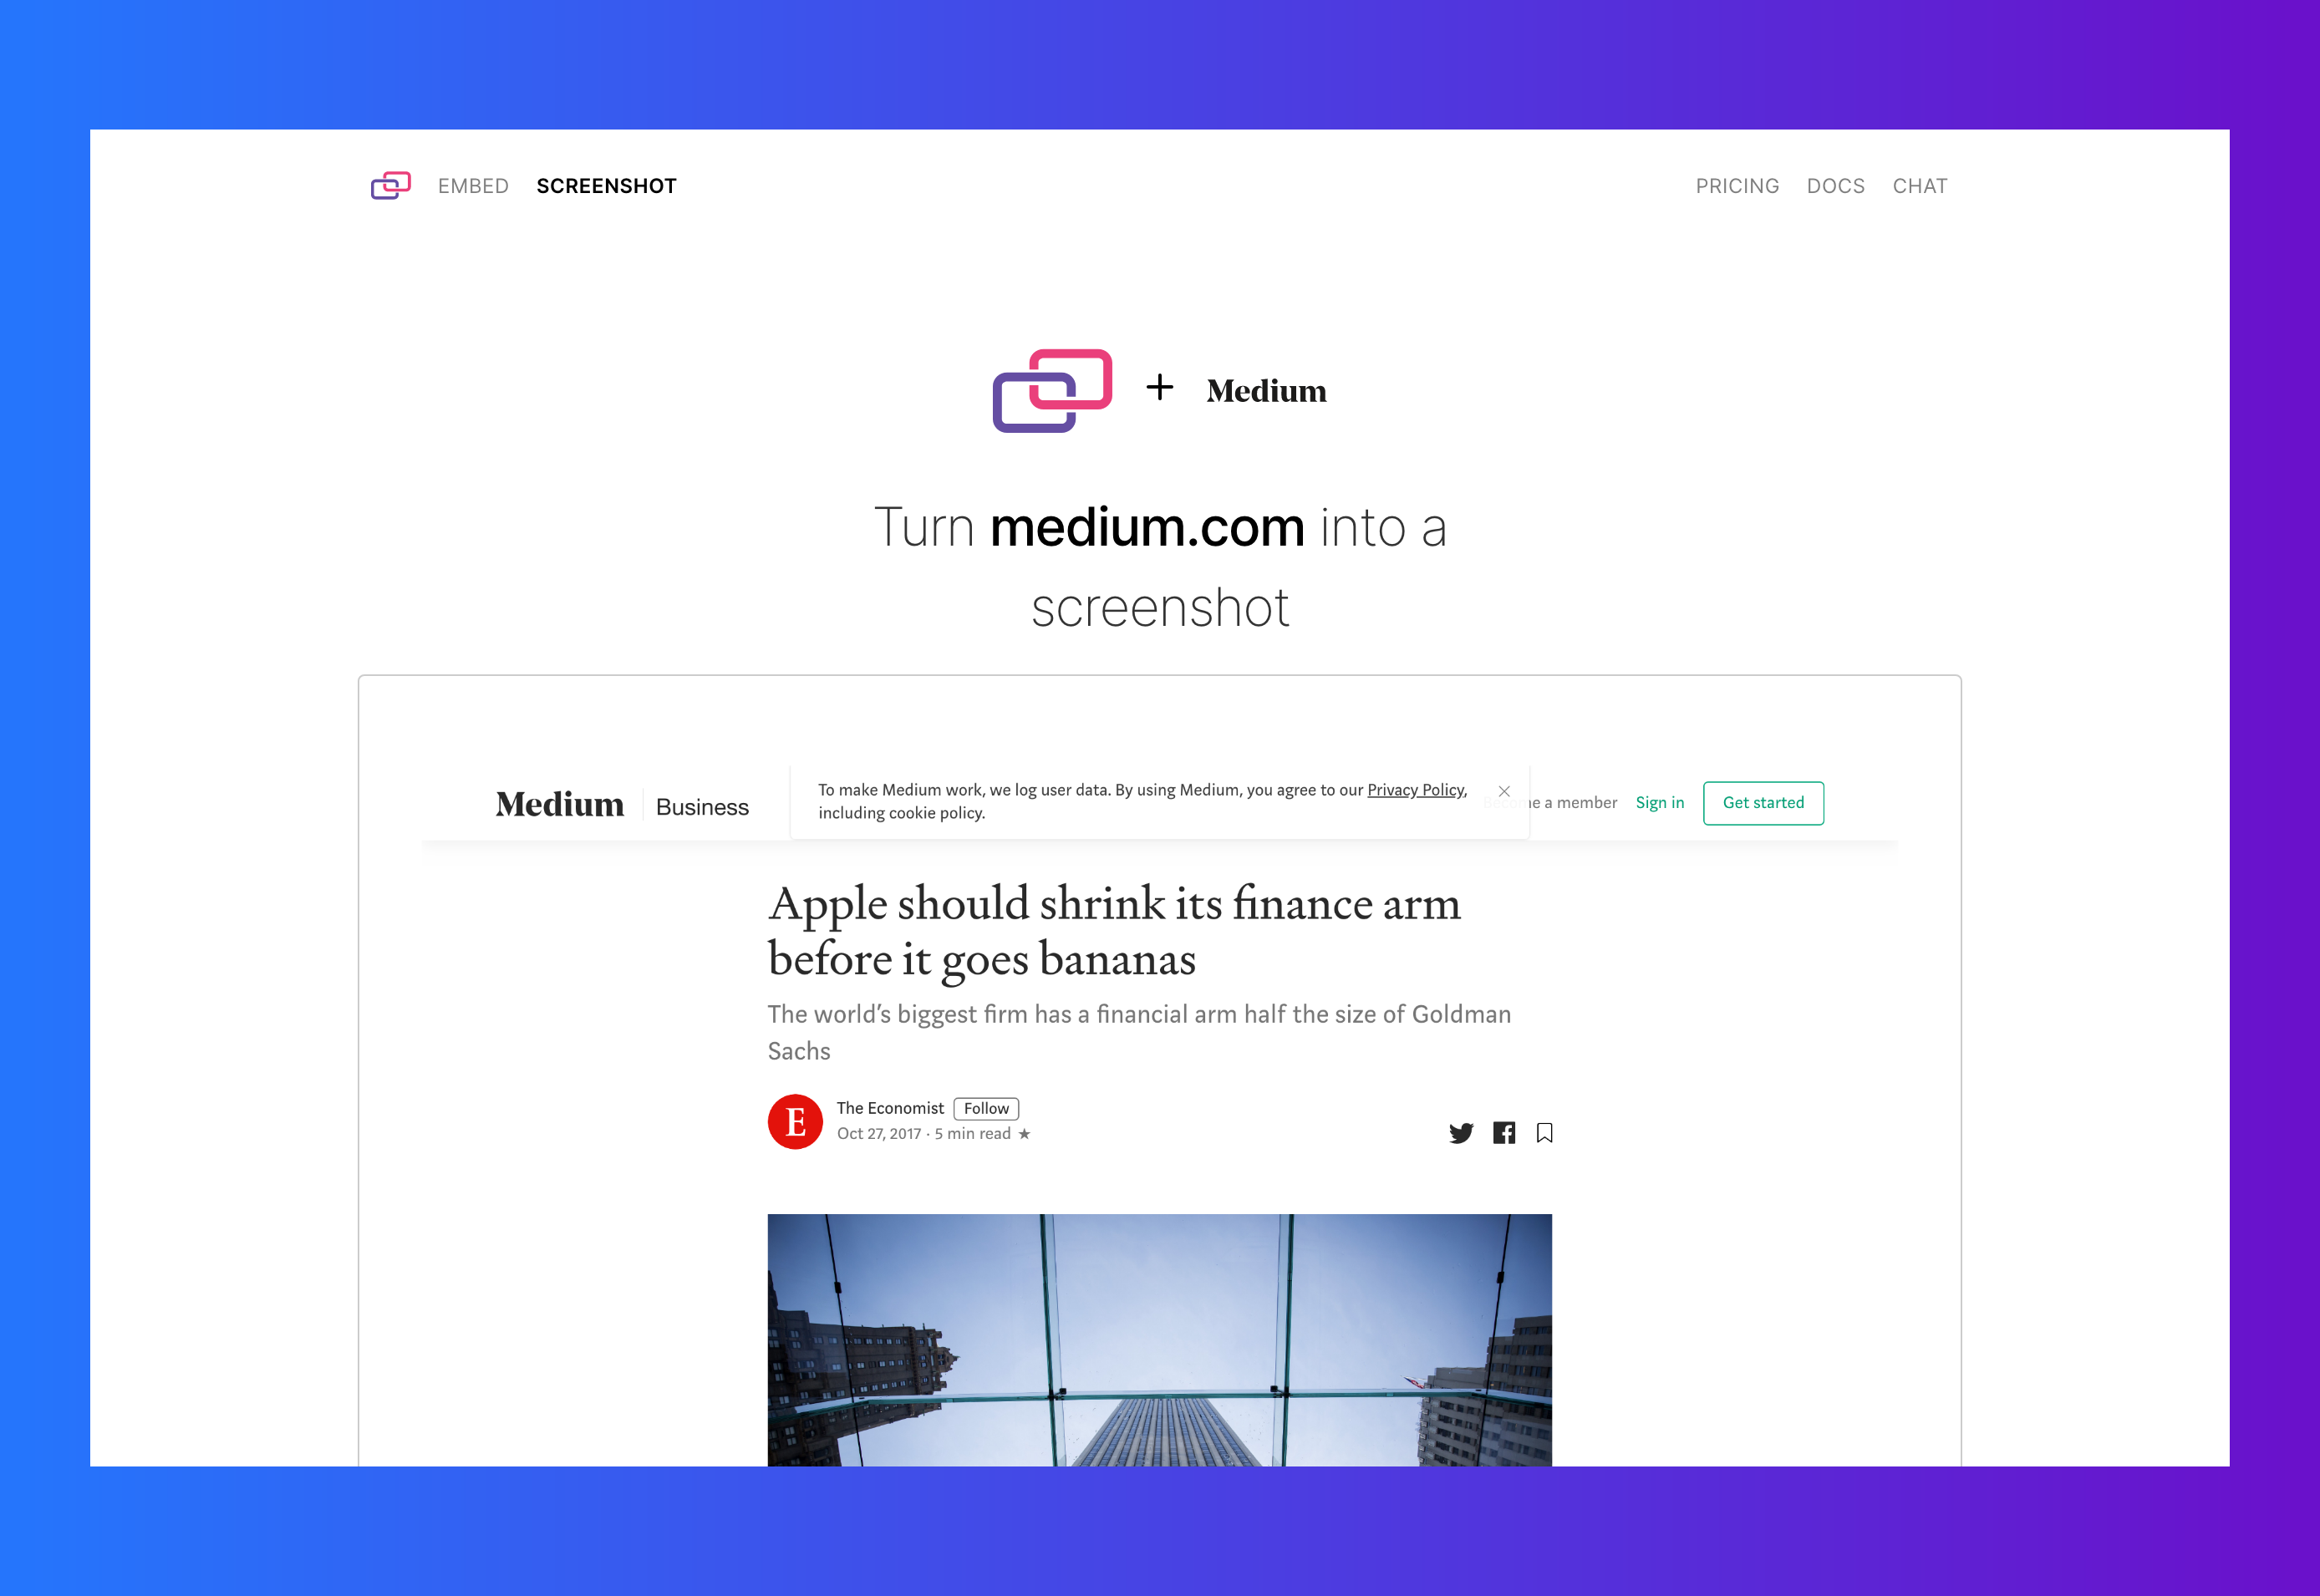 EMBED SCREENSHOT PRICING DOCS CHAT
+ Medium
Turn medium.com into a
screenshot
Medium Business
To make Medium work, we log user data. By using Medium, you agree to our Privacy Policy,
including cookie policy.
Become a member Sign in Get started
Apple should shrink its finance arm
before it goes bananas
The world’s biggest firm has a financial arm half the size of Goldman
Sachs
E
The Economist Follow
Oct 27, 2017 · 5 min read ★